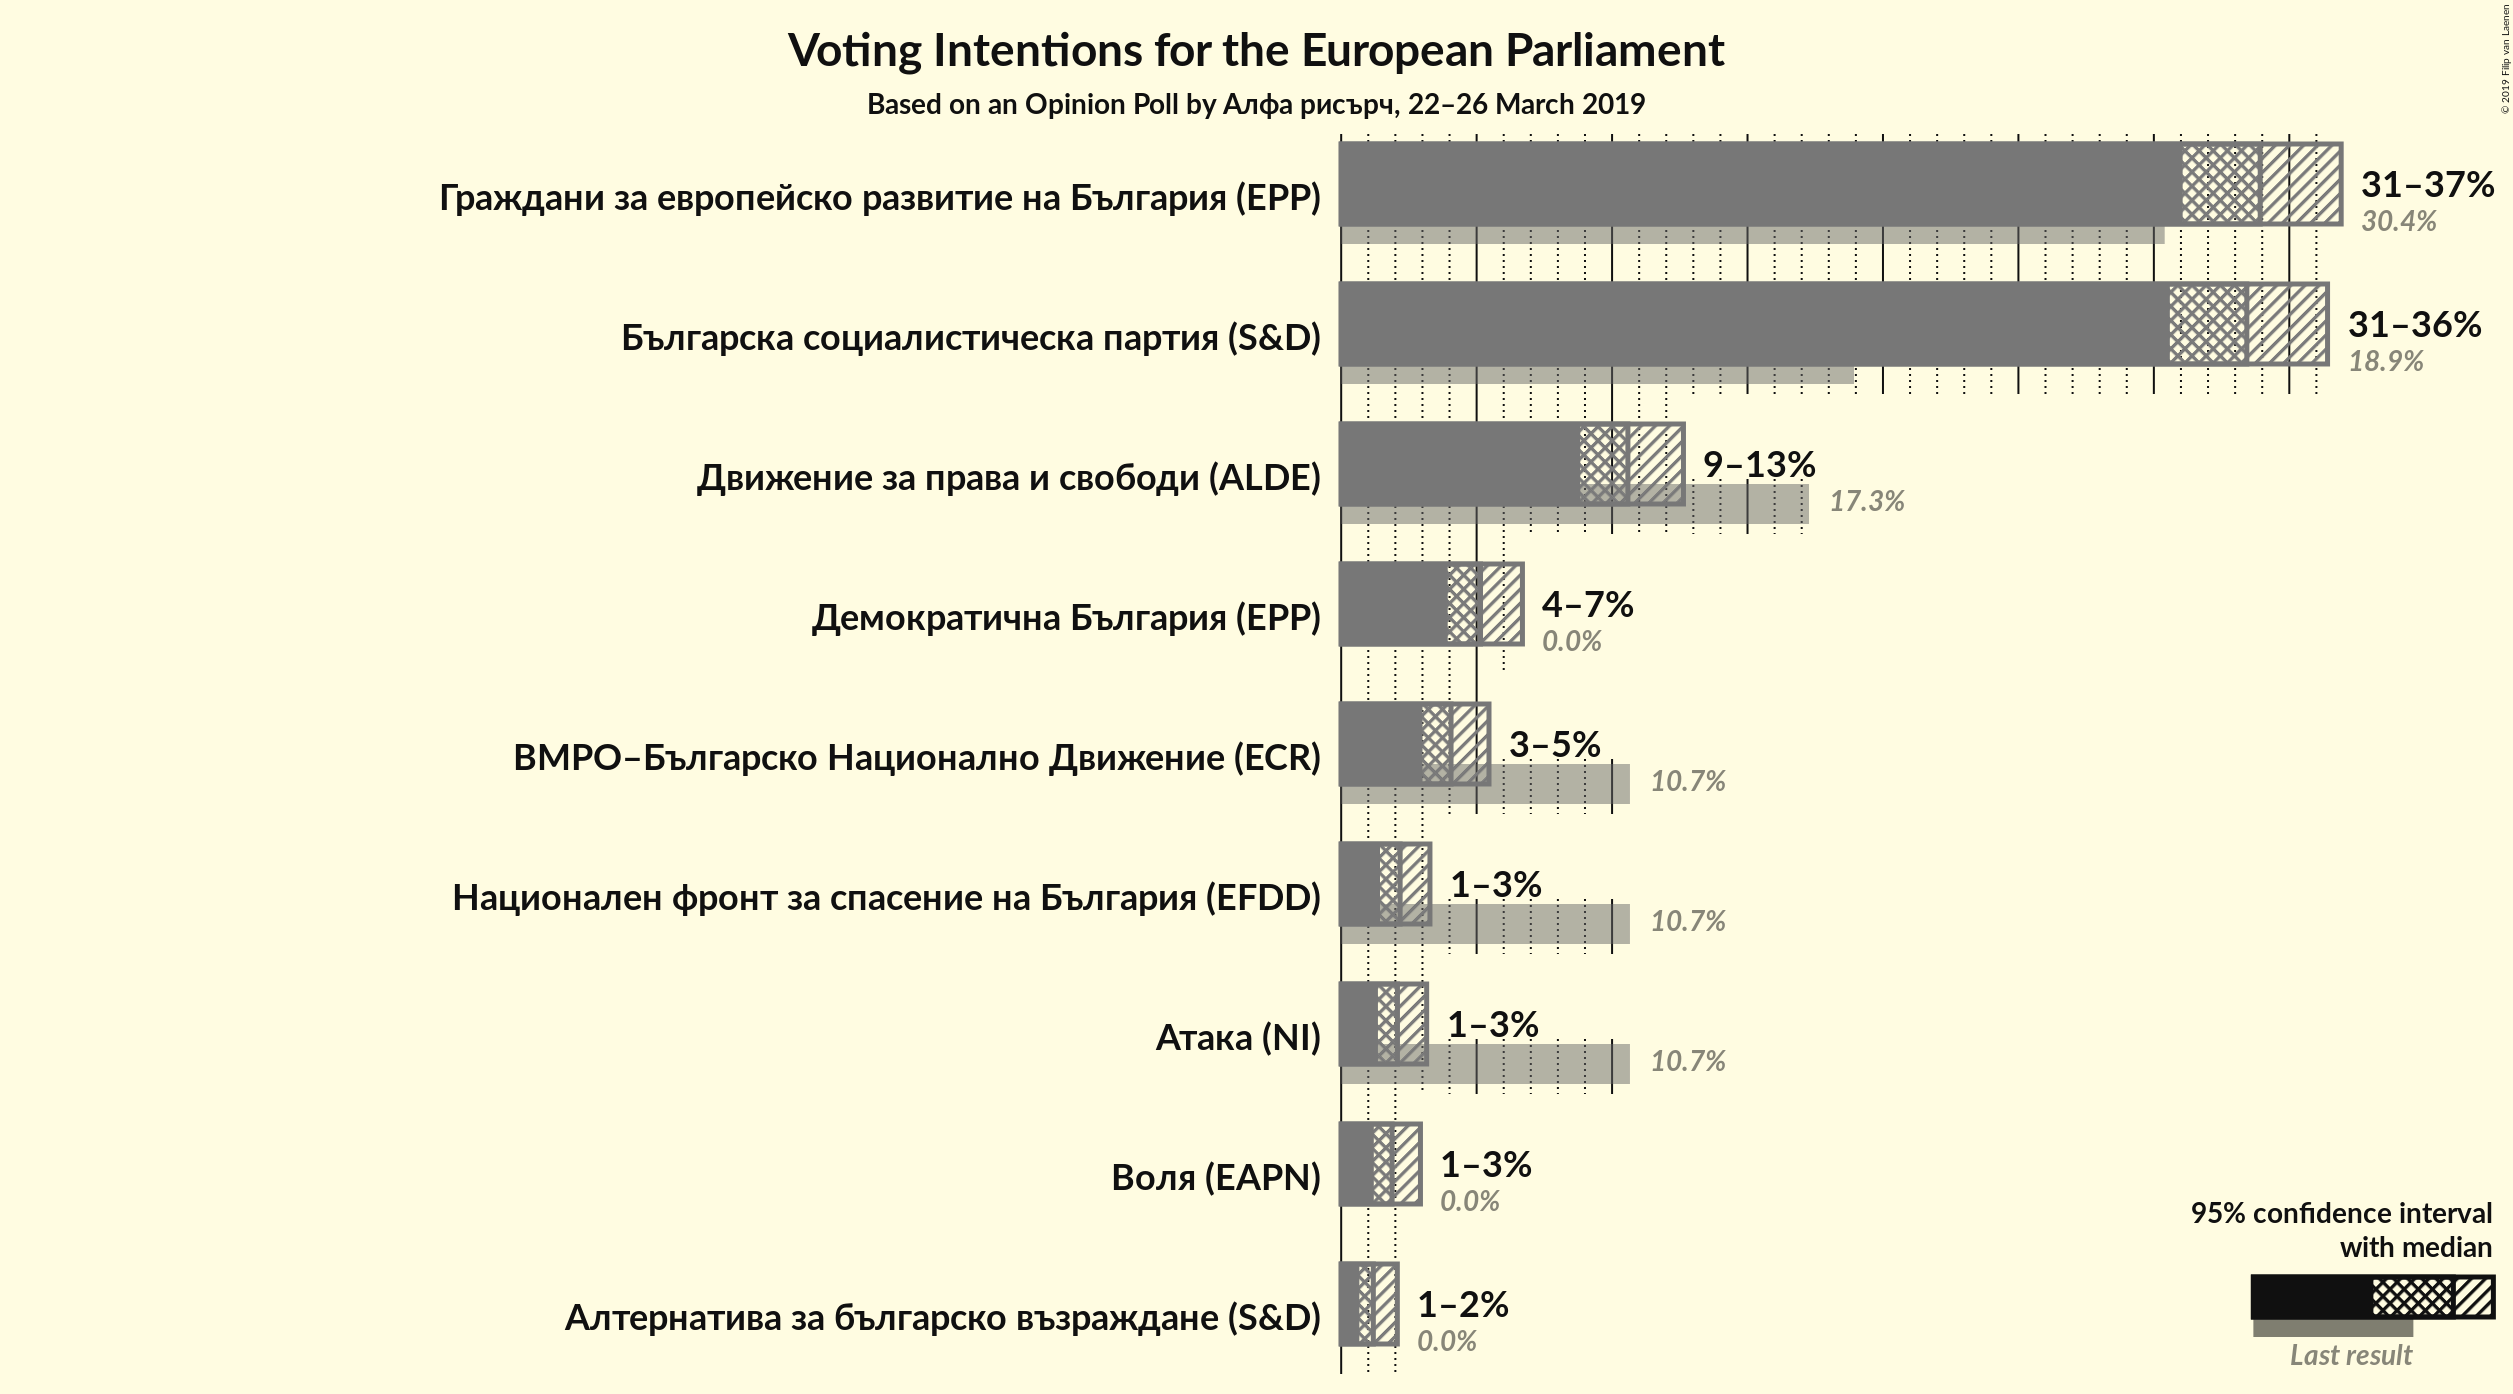 Voting Intentions for the European Parliament
Based on an Opinion Poll by Алфа рисърч, 22–26 March 2019
© 2019 Filip van Laenen
Граждани за европейско развитие на България (EPP)
31–37%
30.4%
Българска социалистическа партия (S&D)
31–36%
18.9%
Движение за права и свободи (ALDE)
9–13%
17.3%
Демократична България (EPP)
4–7%
0.0%
ВМРО–Българско Национално Движение (ECR)
3–5%
10.7%
Национален фронт за спасение на България (EFDD)
1–3%
10.7%
Атака (NI)
1–3%
10.7%
Воля (EAPN)
1–3%
0.0%
Алтернатива за българско възраждане (S&D)
1–2%
0.0%
95% confidence interval
with median
Last result